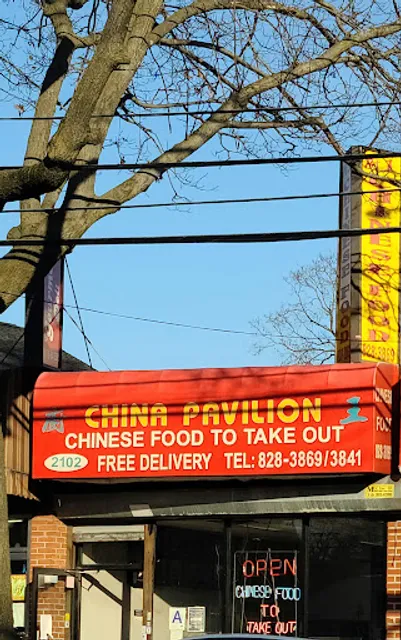 CHINA PAVILION
CHINESE FOOD TO TAKE OUT
2102 FREE DELIVERY TEL: 828-3869/3841
OPEN
CHINESE FOOD
TO
TAKE OUT
A